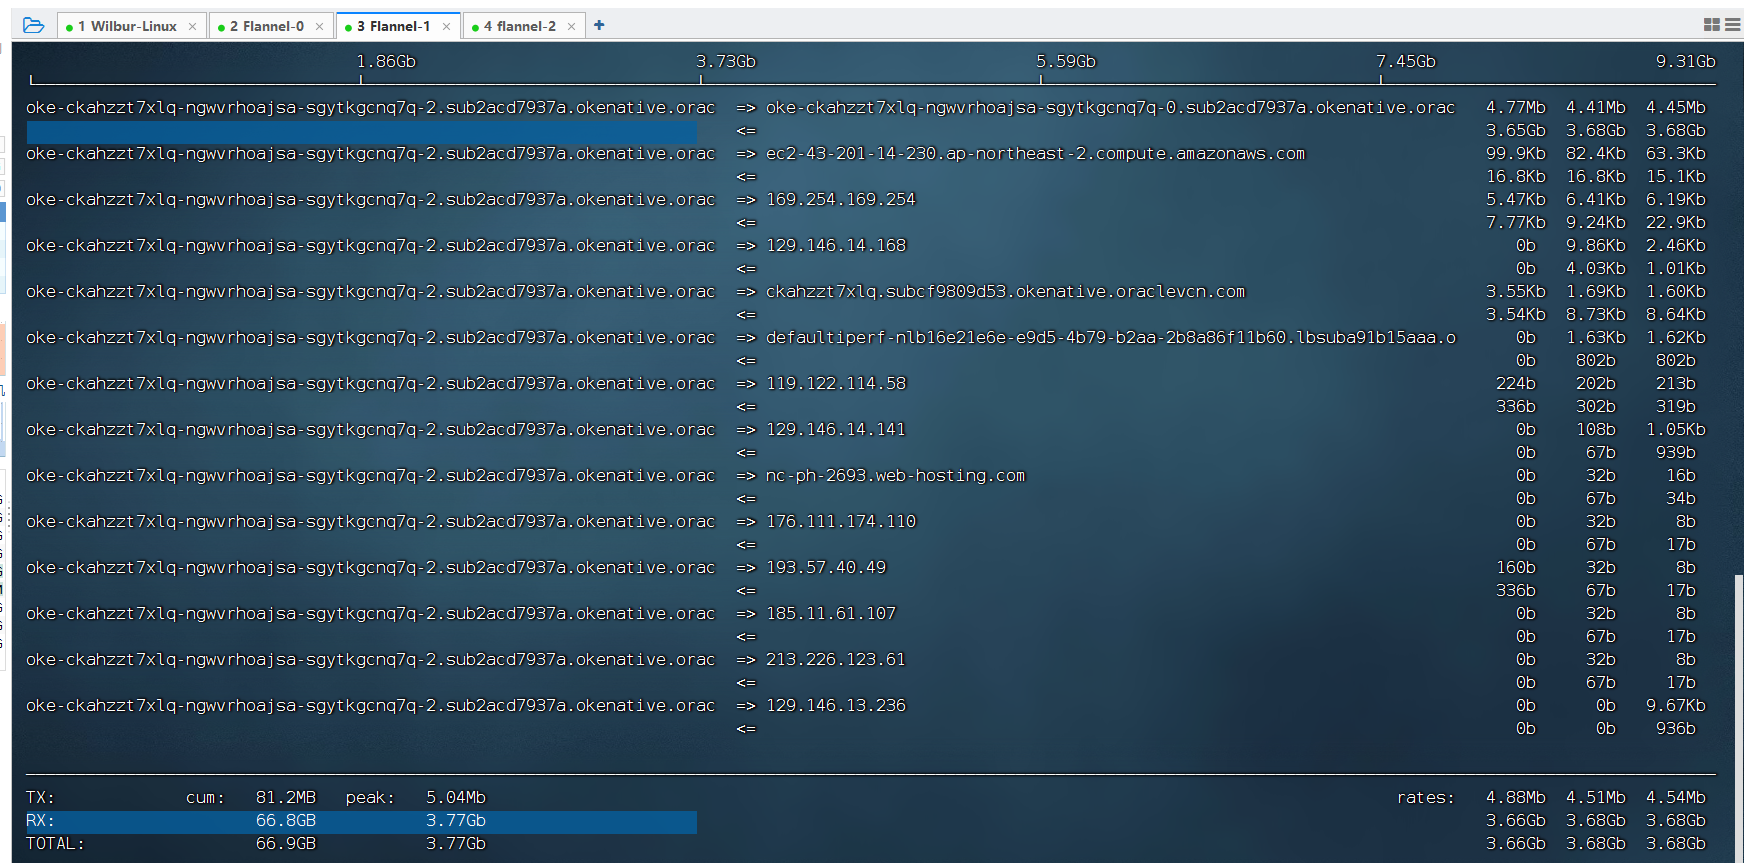 1 Wilbur-Linux × 2 Flannel-0 × 3 Flannel-1 × 4 flannel-2 × +
1.86Gb 3.73Gb 5.59Gb 7.45Gb 9.31Gb
oke-ckahzzt7xlq-ngwvrhoajsa-sgytkgcnq7q-2.sub2acd7937a.okenative.orac => oke-ckahzzt7xlq-ngwvrhoajsa-sgytkgcnq7q-0.sub2acd7937a.okenative.orac 4.77Mb 4.41Mb 4.45Mb
<= 3.65Gb 3.68Gb 3.68Gb
oke-ckahzzt7xlq-ngwvrhoajsa-sgytkgcnq7q-2.sub2acd7937a.okenative.orac => ec2-43-201-14-230.ap-northeast-2.compute.amazonaws.com 99.9Kb 82.4Kb 63.3Kb
<= 16.8Kb 16.8Kb 15.1Kb
oke-ckahzzt7xlq-ngwvrhoajsa-sgytkgcnq7q-2.sub2acd7937a.okenative.orac => 169.254.169.254 5.47Kb 6.41Kb 6.19Kb
<= 7.77Kb 9.24Kb 22.9Kb
oke-ckahzzt7xlq-ngwvrhoajsa-sgytkgcnq7q-2.sub2acd7937a.okenative.orac => 129.146.14.168 0b 9.86Kb 2.46Kb
<= 0b 4.03Kb 1.01Kb
oke-ckahzzt7xlq-ngwvrhoajsa-sgytkgcnq7q-2.sub2acd7937a.okenative.orac => ckahzzt7xlq.subcf9809d53.okenative.oraclevcn.com 3.55Kb 1.69Kb 1.60Kb
<= 3.54Kb 8.73Kb 8.64Kb
oke-ckahzzt7xlq-ngwvrhoajsa-sgytkgcnq7q-2.sub2acd7937a.okenative.orac => defaultiperf-nlb16e21e6e-e9d5-4b79-b2aa-2b8a86f11b60.lbsuba91b15aaa.o 0b 1.63Kb 1.62Kb
<= 0b 802b 802b
oke-ckahzzt7xlq-ngwvrhoajsa-sgytkgcnq7q-2.sub2acd7937a.okenative.orac => 119.122.114.58 224b 202b 213b
<= 336b 302b 319b
oke-ckahzzt7xlq-ngwvrhoajsa-sgytkgcnq7q-2.sub2acd7937a.okenative.orac => 129.146.14.141 0b 108b 1.05Kb
<= 0b 67b 939b
oke-ckahzzt7xlq-ngwvrhoajsa-sgytkgcnq7q-2.sub2acd7937a.okenative.orac => nc-ph-2693.web-hosting.com 0b 32b 16b
<= 0b 67b 34b
oke-ckahzzt7xlq-ngwvrhoajsa-sgytkgcnq7q-2.sub2acd7937a.okenative.orac => 176.111.174.110 0b 32b 8b
<= 0b 67b 17b
oke-ckahzzt7xlq-ngwvrhoajsa-sgytkgcnq7q-2.sub2acd7937a.okenative.orac => 193.57.40.49 160b 32b 8b
<= 336b 67b 17b
oke-ckahzzt7xlq-ngwvrhoajsa-sgytkgcnq7q-2.sub2acd7937a.okenative.orac => 185.11.61.107 0b 32b 8b
<= 0b 67b 17b
oke-ckahzzt7xlq-ngwvrhoajsa-sgytkgcnq7q-2.sub2acd7937a.okenative.orac => 213.226.123.61 0b 32b 8b
<= 0b 67b 17b
oke-ckahzzt7xlq-ngwvrhoajsa-sgytkgcnq7q-2.sub2acd7937a.okenative.orac => 129.146.13.236 0b 0b 9.67Kb
<= 0b 0b 936b
TX: cum: 81.2MB peak: 5.04Mb rates: 4.88Mb 4.51Mb 4.54Mb
RX: 66.8GB 3.77Gb 3.66Gb 3.68Gb 3.68Gb
TOTAL: 66.9GB 3.77Gb 3.66Gb 3.68Gb 3.68Gb